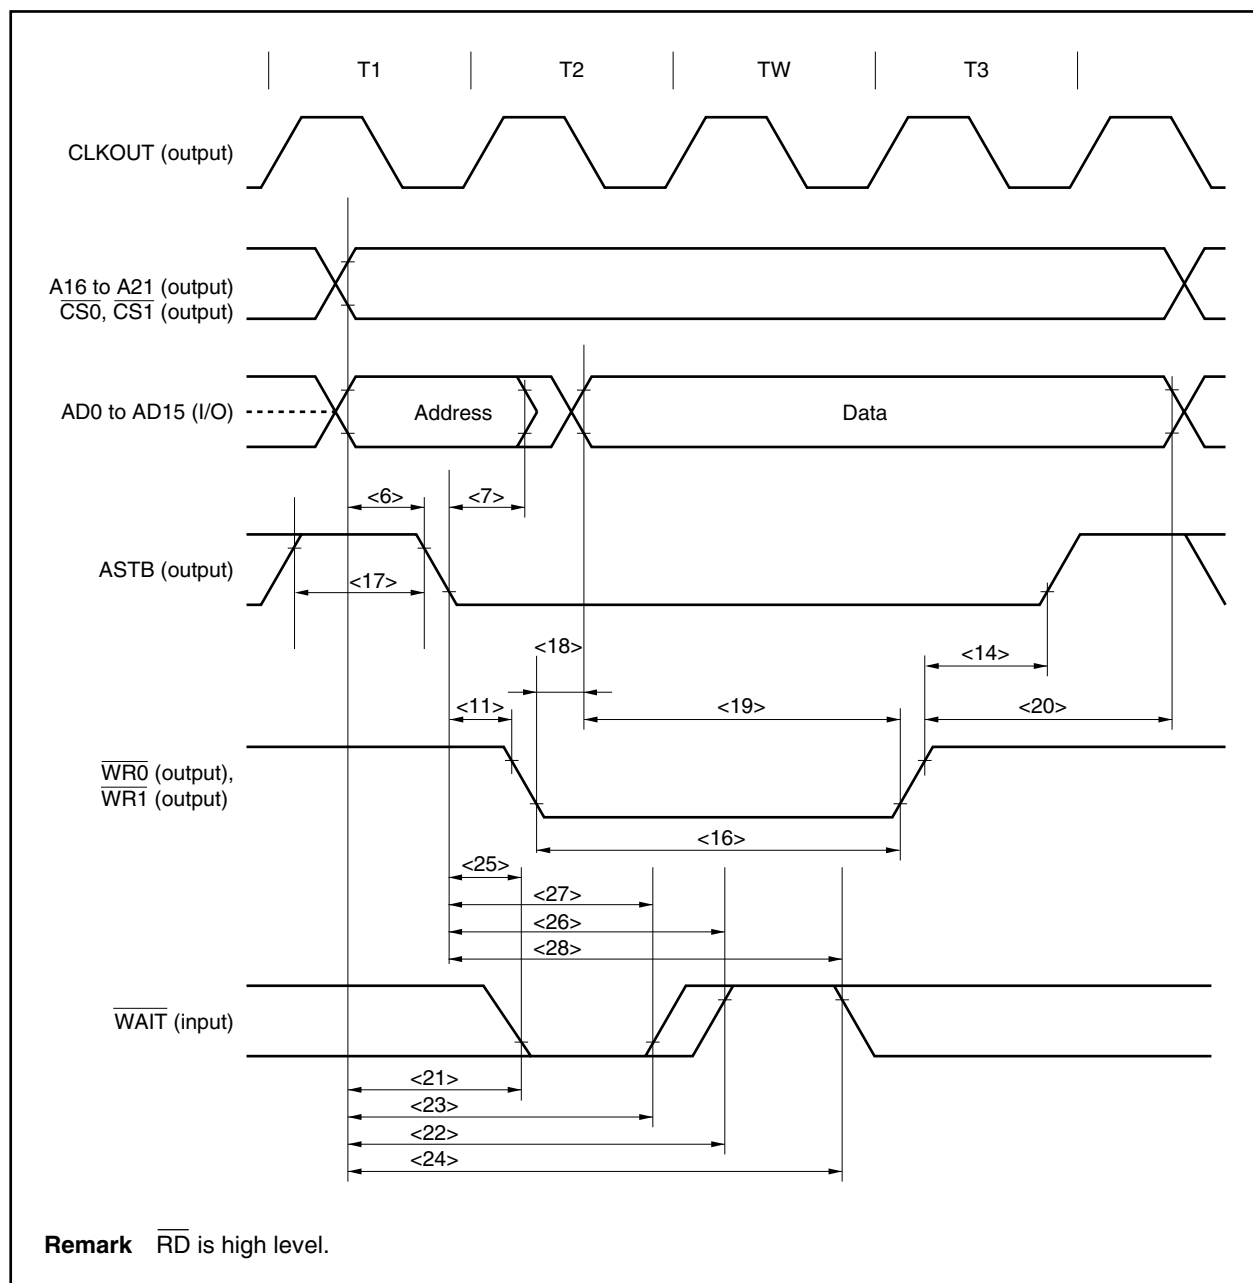 T1 T2 TW T3
CLKOUT (output)
A16 to A21 (output)
CS0, CS1 (output)
AD0 to AD15 (I/O)
Address
Data
<6> <7>
ASTB (output)
<17>
<18>
<14>
<11>
<19>
<20>
WR0 (output),
WR1 (output)
<16>
<25>
<27>
<26>
<28>
WAIT (input)
<21>
<23>
<22>
<24>
Remark RD is high level.